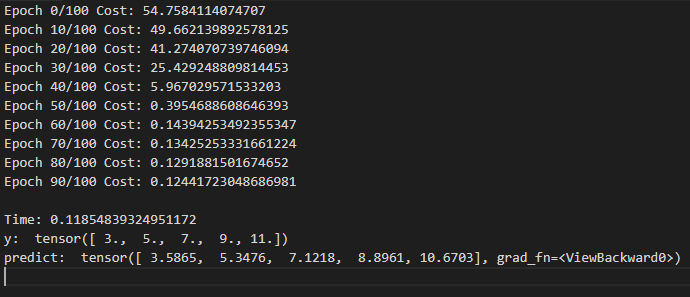 Epoch 0/100 Cost: 54.7584114074707
Epoch 10/100 Cost: 49.662139892578125
Epoch 20/100 Cost: 41.274070739746094
Epoch 30/100 Cost: 25.429248809814453
Epoch 40/100 Cost: 5.967029571533203
Epoch 50/100 Cost: 0.3954688608646393
Epoch 60/100 Cost: 0.14394253492355347
Epoch 70/100 Cost: 0.13425253331661224
Epoch 80/100 Cost: 0.1291881501674652
Epoch 90/100 Cost: 0.12441723048686981
Time: 0.11854839324951172
y:  tensor([ 3.,  5.,  7.,  9., 11.])
predict:  tensor([ 3.5865,  5.3476,  7.1218,  8.8961, 10.6703], grad_fn=<ViewBackward0>)